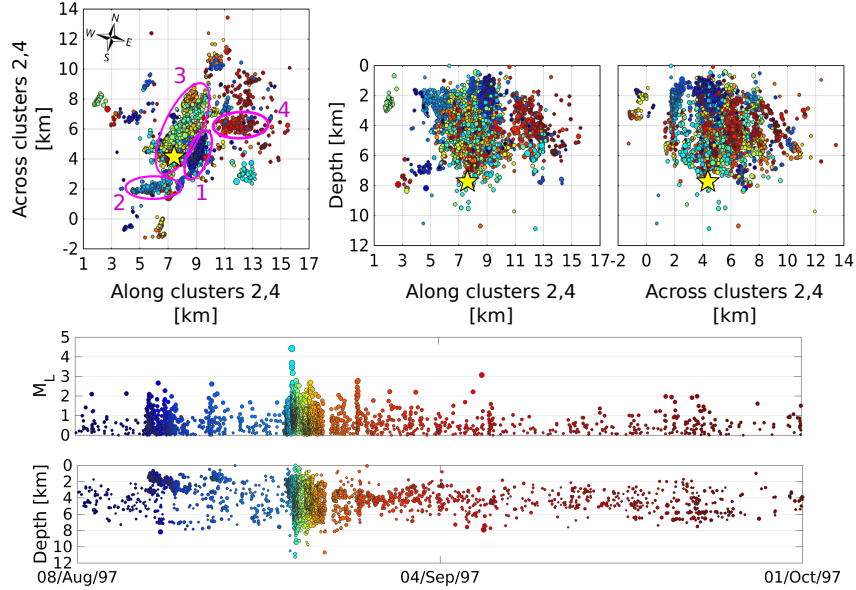 14
12
10
8
6
4
2
0
-2
Across clusters 2,4
[km]
N
W
E
S
3
4
1
2
1 3 5 7 9 11 13 15 17
Along clusters 2,4
[km]
0
2
4
6
8
10
12
Depth [km]
1 3 5 7 9 11 13 15 17
Along clusters 2,4
[km]
-2 0 2 4 6 8 10 12 14
Across clusters 2,4
[km]
5
4
3
2
1
0
M_L
0
2
4
6
8
10
12
Depth [km]
08/Aug/97 04/Sep/97 01/Oct/97